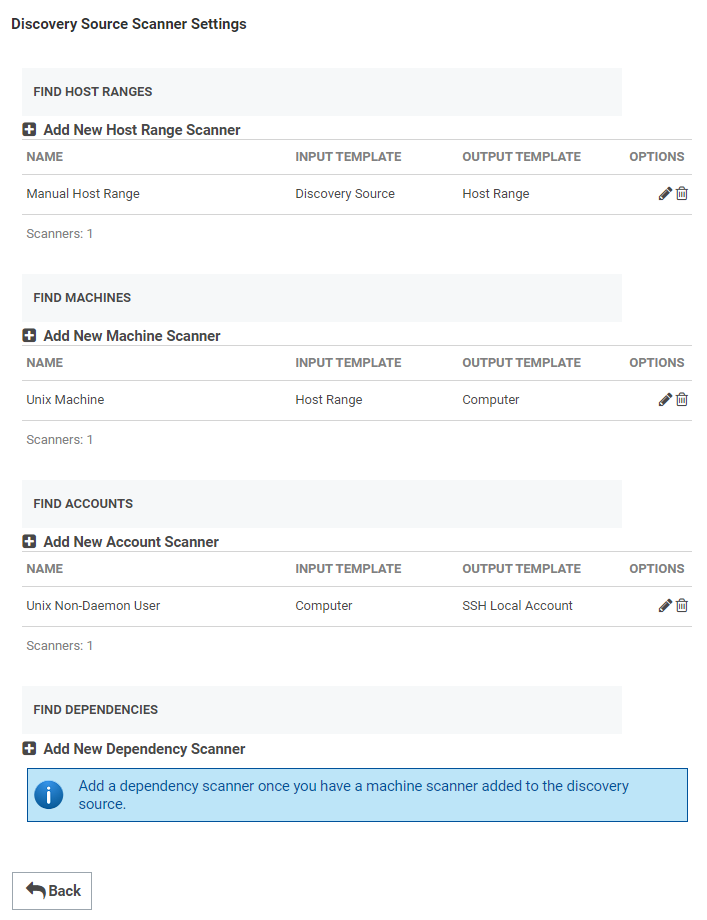 Discovery Source Scanner Settings
FIND HOST RANGES
Add New Host Range Scanner
NAME INPUT TEMPLATE OUTPUT TEMPLATE OPTIONS
Manual Host Range Discovery Source Host Range
Scanners: 1
FIND MACHINES
Add New Machine Scanner
NAME INPUT TEMPLATE OUTPUT TEMPLATE OPTIONS
Unix Machine Host Range Computer
Scanners: 1
FIND ACCOUNTS
Add New Account Scanner
NAME INPUT TEMPLATE OUTPUT TEMPLATE OPTIONS
Unix Non-Daemon User Computer SSH Local Account
Scanners: 1
FIND DEPENDENCIES
Add New Dependency Scanner
Add a dependency scanner once you have a machine scanner added to the discovery
source.
Back